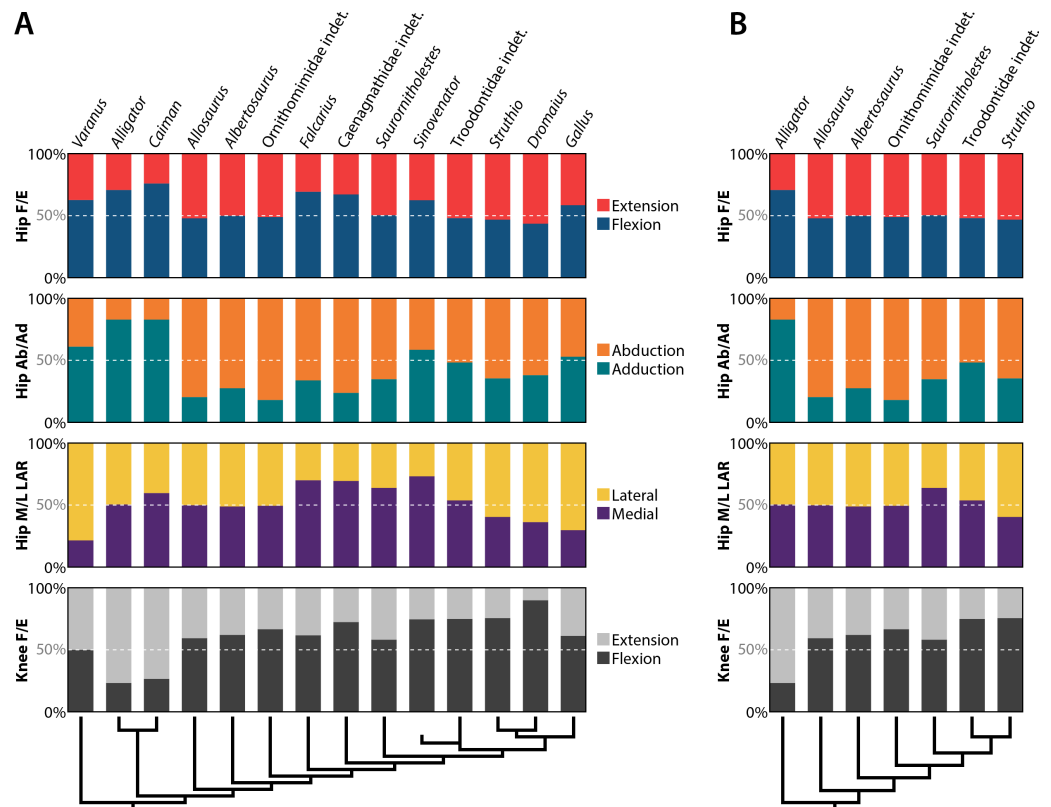 A
Varanus
Alligator
Caiman
Allosaurus
Albertosaurus
Ornithomimidae indet.
Falcarius
Caenagnathidae indet.
Saurornitholestes
Sinovenator
Troodontidae indet.
Struthio
Dromaius
Gallus
Hip F/E
100%
50%
0%
Extension
Flexion
Hip Ab/Ad
100%
50%
0%
Abduction
Adduction
Hip M/L LAR
100%
50%
0%
Lateral
Medial
Knee F/E
100%
50%
0%
Extension
Flexion
B
Alligator
Allosaurus
Albertosaurus
Ornithomimidae indet.
Saurornitholestes
Troodontidae indet.
Struthio
Hip F/E
100%
50%
0%
Hip Ab/Ad
100%
50%
0%
Hip M/L LAR
100%
50%
0%
Knee F/E
100%
50%
0%